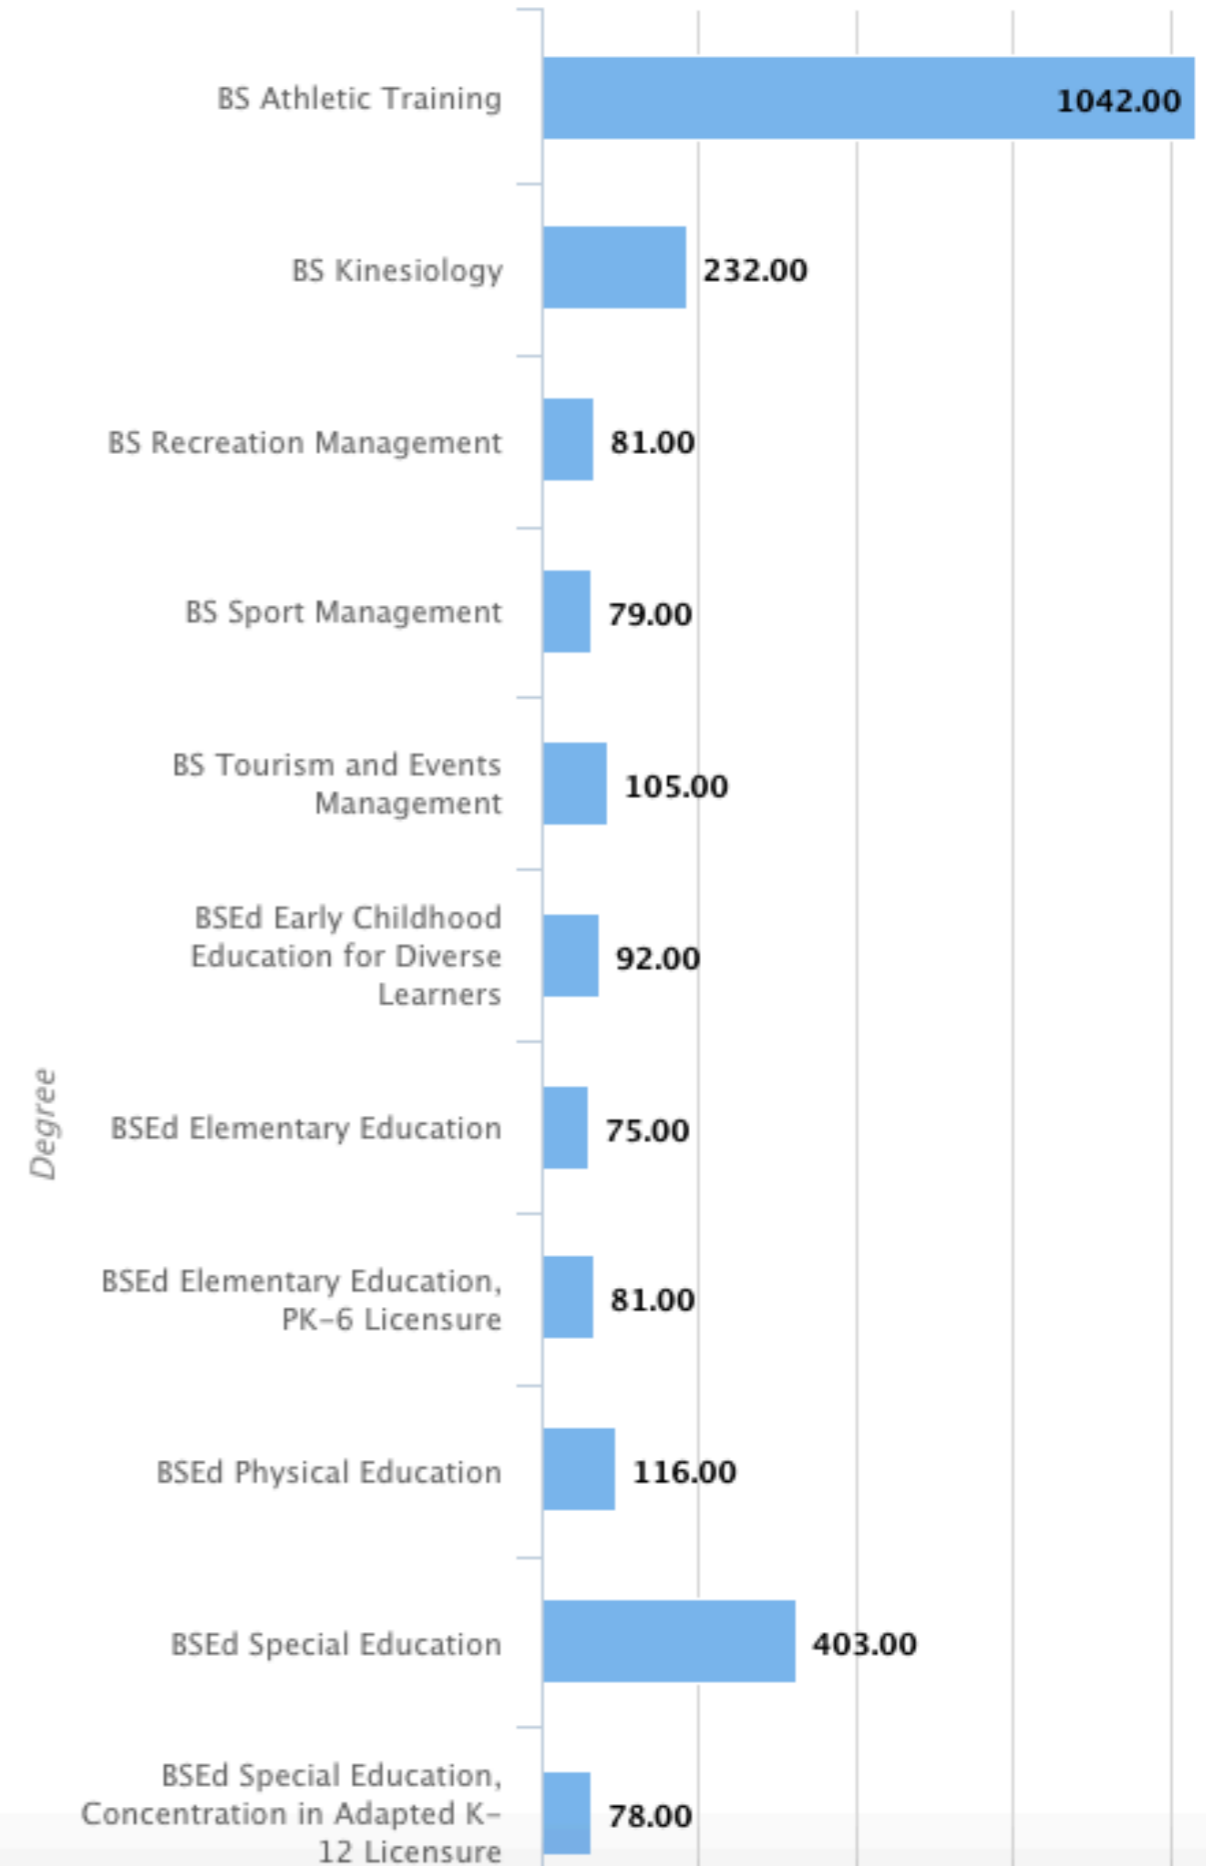 BS Athletic Training
1042.00
BS Kinesiology
232.00
BS Recreation Management
81.00
BS Sport Management
79.00
BS Tourism and Events
Management
105.00
BSEd Early Childhood
Education for Diverse
Learners
92.00
Degree
BSEd Elementary Education
75.00
BSEd Elementary Education,
PK-6 Licensure
81.00
BSEd Physical Education
116.00
BSEd Special Education
403.00
BSEd Special Education,
Concentration in Adapted K-
12 Licensure
78.00